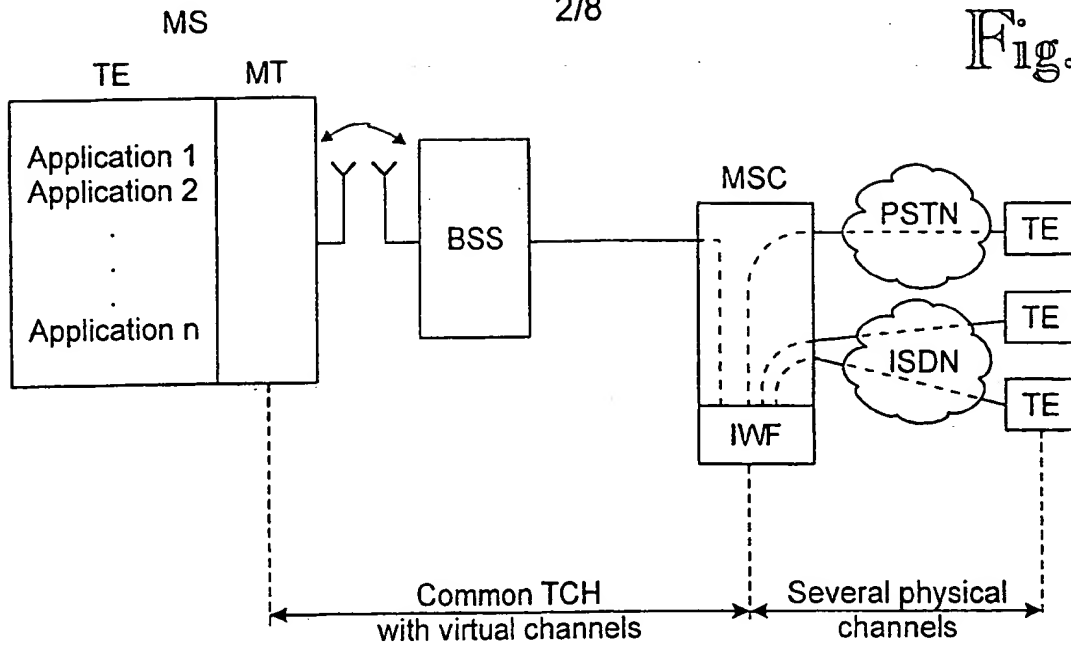 2/8
Fig.
MS
TE MT
Application 1
Application 2
.
.
.
Application n
BSS
MSC
IWF
PSTN
ISDN
TE
TE
TE
Common TCH
with virtual channels
Several physical
channels